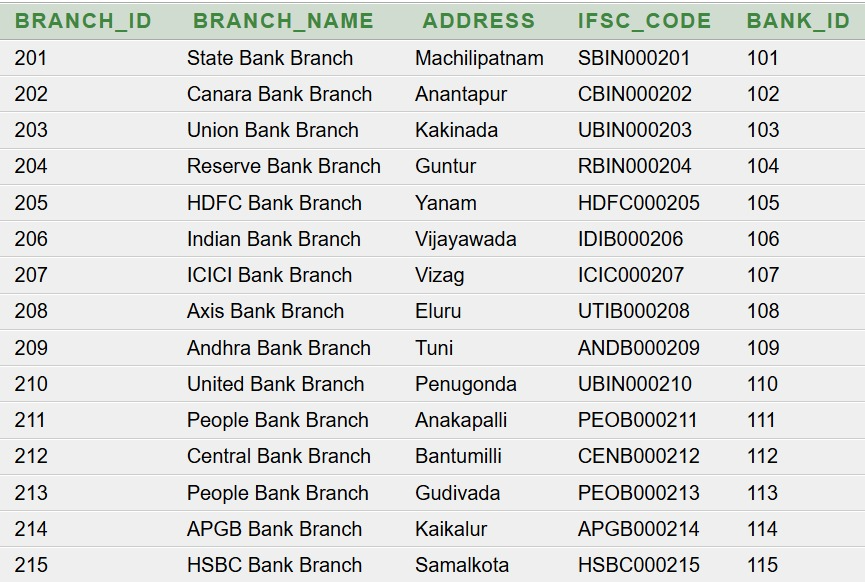 BRANCH_ID BRANCH_NAME ADDRESS IFSC_CODE BANK_ID
201 State Bank Branch Machilipatnam SBIN000201 101
202 Canara Bank Branch Anantapur CBIN000202 102
203 Union Bank Branch Kakinada UBIN000203 103
204 Reserve Bank Branch Guntur RBIN000204 104
205 HDFC Bank Branch Yanam HDFC000205 105
206 Indian Bank Branch Vijayawada IDIB000206 106
207 ICICI Bank Branch Vizag ICIC000207 107
208 Axis Bank Branch Eluru UTIB000208 108
209 Andhra Bank Branch Tuni ANDB000209 109
210 United Bank Branch Penugonda UBIN000210 110
211 People Bank Branch Anakapalli PEOB000211 111
212 Central Bank Branch Bantumilli CENB000212 112
213 People Bank Branch Gudivada PEOB000213 113
214 APGB Bank Branch Kaikalur APGB000214 114
215 HSBC Bank Branch Samalkota HSBC000215 115